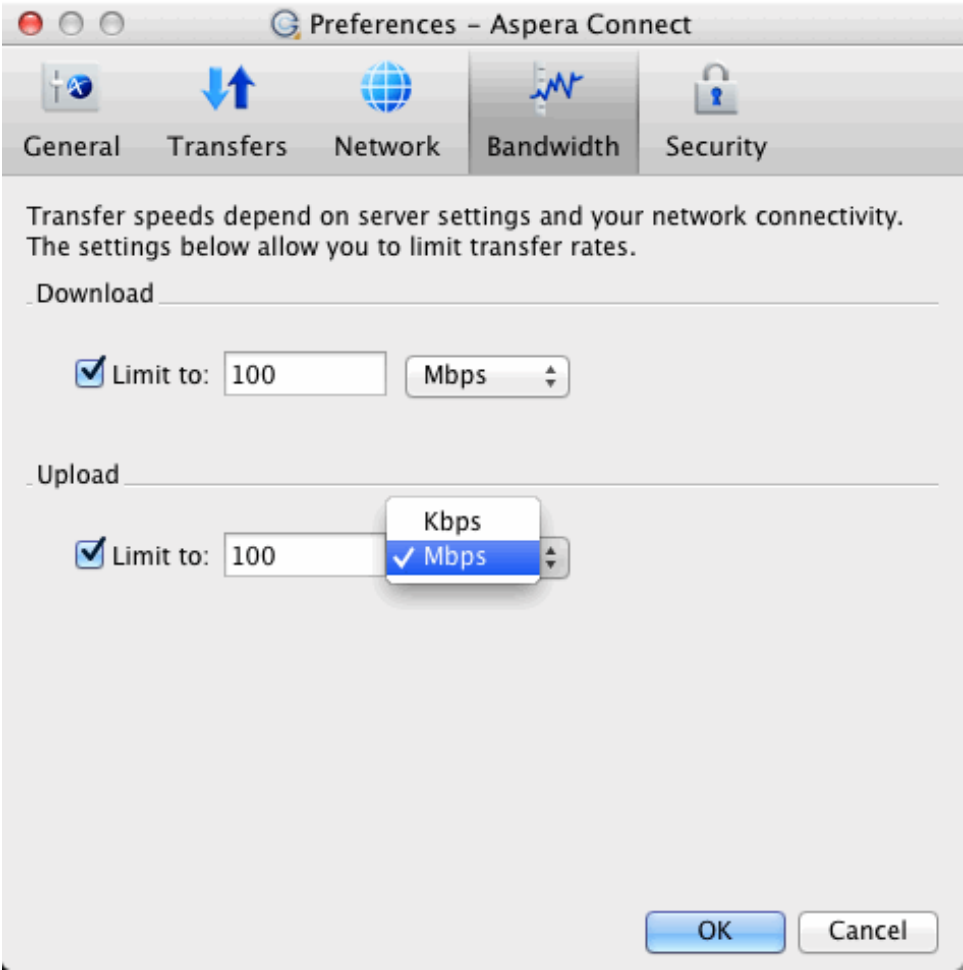 Preferences – Aspera Connect
General Transfers Network Bandwidth Security
Transfer speeds depend on server settings and your network connectivity.
The settings below allow you to limit transfer rates.
Download
Limit to: 100 Mbps
Upload
Kbps
Limit to: 100 Mbps
OK Cancel